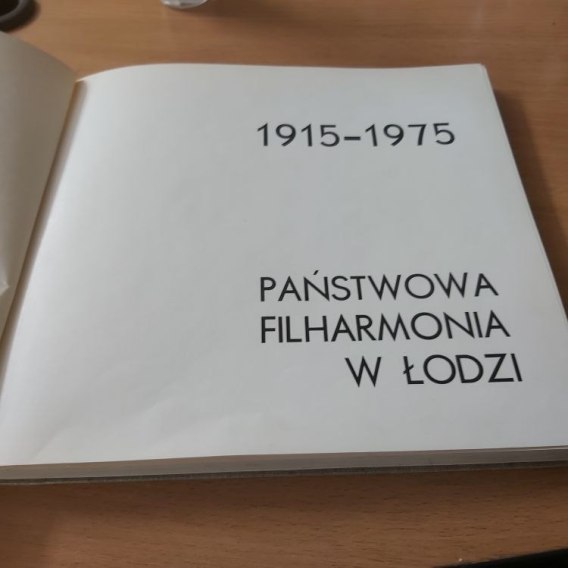 1915-1975
PAŃSTWOWA
FILHARMONIA
W ŁODZI